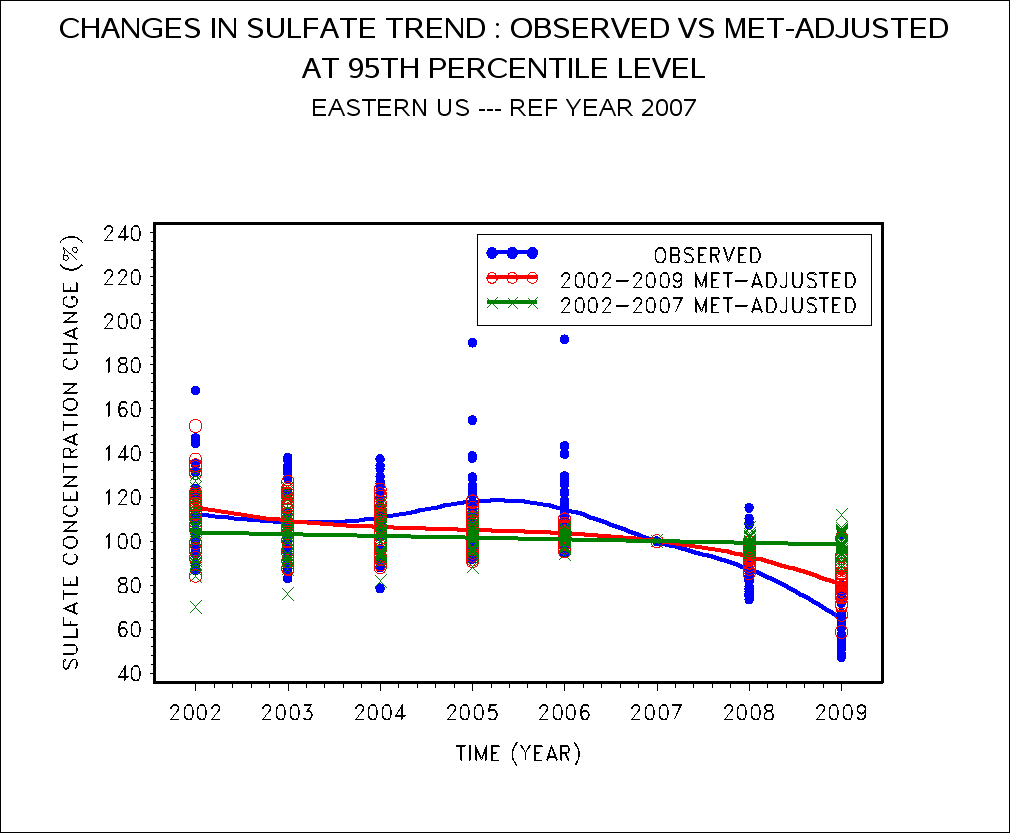 CHANGES IN SULFATE TREND : OBSERVED VS MET-ADJUSTED
AT 95TH PERCENTILE LEVEL
EASTERN US --- REF YEAR 2007
OBSERVED
2002-2009 MET-ADJUSTED
2002-2007 MET-ADJUSTED
SULFATE CONCENTRATION CHANGE (%)
240
220
200
180
160
140
120
100
80
60
40
2002 2003 2004 2005 2006 2007 2008 2009
TIME (YEAR)